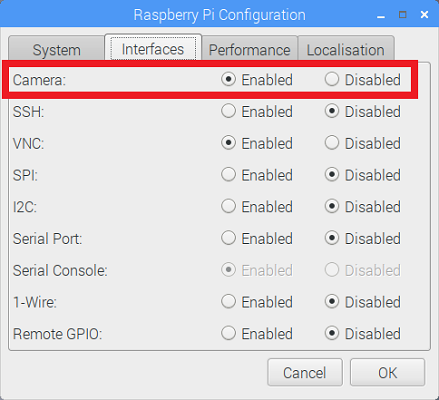 Raspberry Pi Configuration
System Interfaces Performance Localisation
Camera: Enabled Disabled
SSH: Enabled Disabled
VNC: Enabled Disabled
SPI: Enabled Disabled
I2C: Enabled Disabled
Serial Port: Enabled Disabled
Serial Console: Enabled Disabled
1-Wire: Enabled Disabled
Remote GPIO: Enabled Disabled
Cancel OK